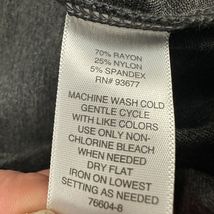 70% RAYON
25% NYLON
5% SPANDEX
RN# 93677
MACHINE WASH COLD
GENTLE CYCLE
WITH LIKE COLORS
USE ONLY NON-
CHLORINE BLEACH
WHEN NEEDED
DRY FLAT
IRON ON LOWEST
SETTING AS NEEDED
76604-8